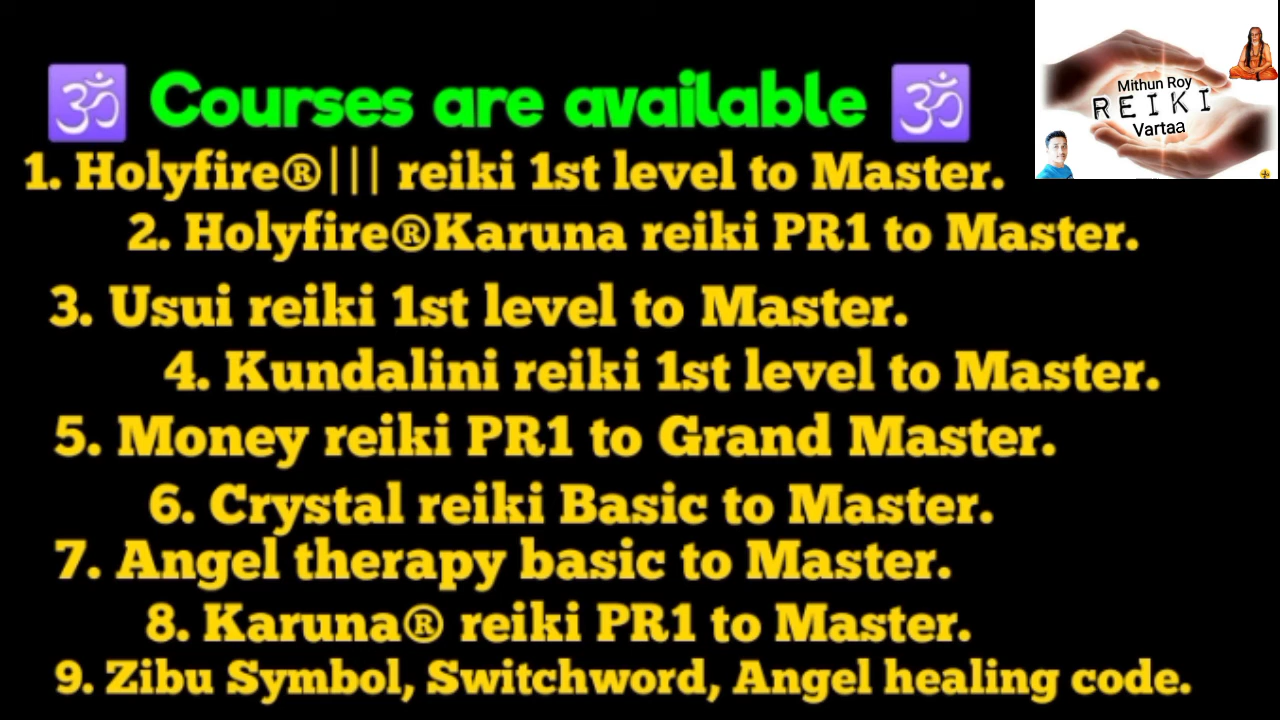 🕉 Courses are available 🕉
Mithun Roy
REIKI
Vartaa
1. Holyfire®||| reiki 1st level to Master.
2. Holyfire®Karuna reiki PR1 to Master.
3. Usui reiki 1st level to Master.
4. Kundalini reiki 1st level to Master.
5. Money reiki PR1 to Grand Master.
6. Crystal reiki Basic to Master.
7. Angel therapy basic to Master.
8. Karuna® reiki PR1 to Master.
9. Zibu Symbol, Switchword, Angel healing code.